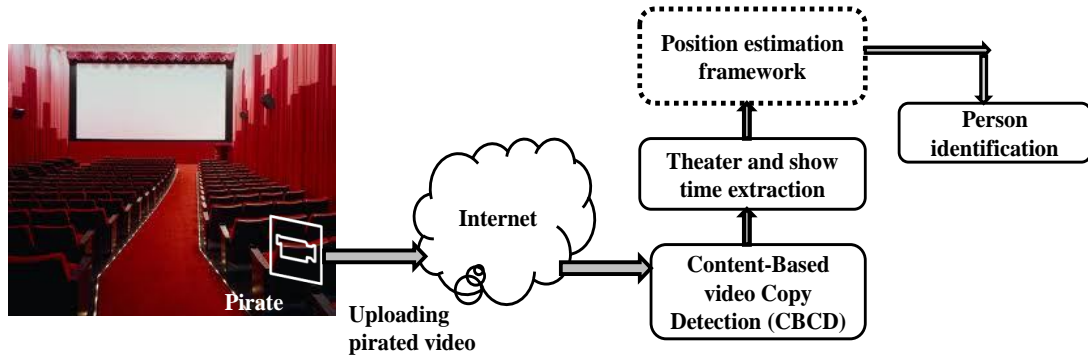 Pirate
Uploading
pirated video
Internet
Content-Based
video Copy
Detection (CBCD)
Theater and show
time extraction
Position estimation
framework
Person
identification